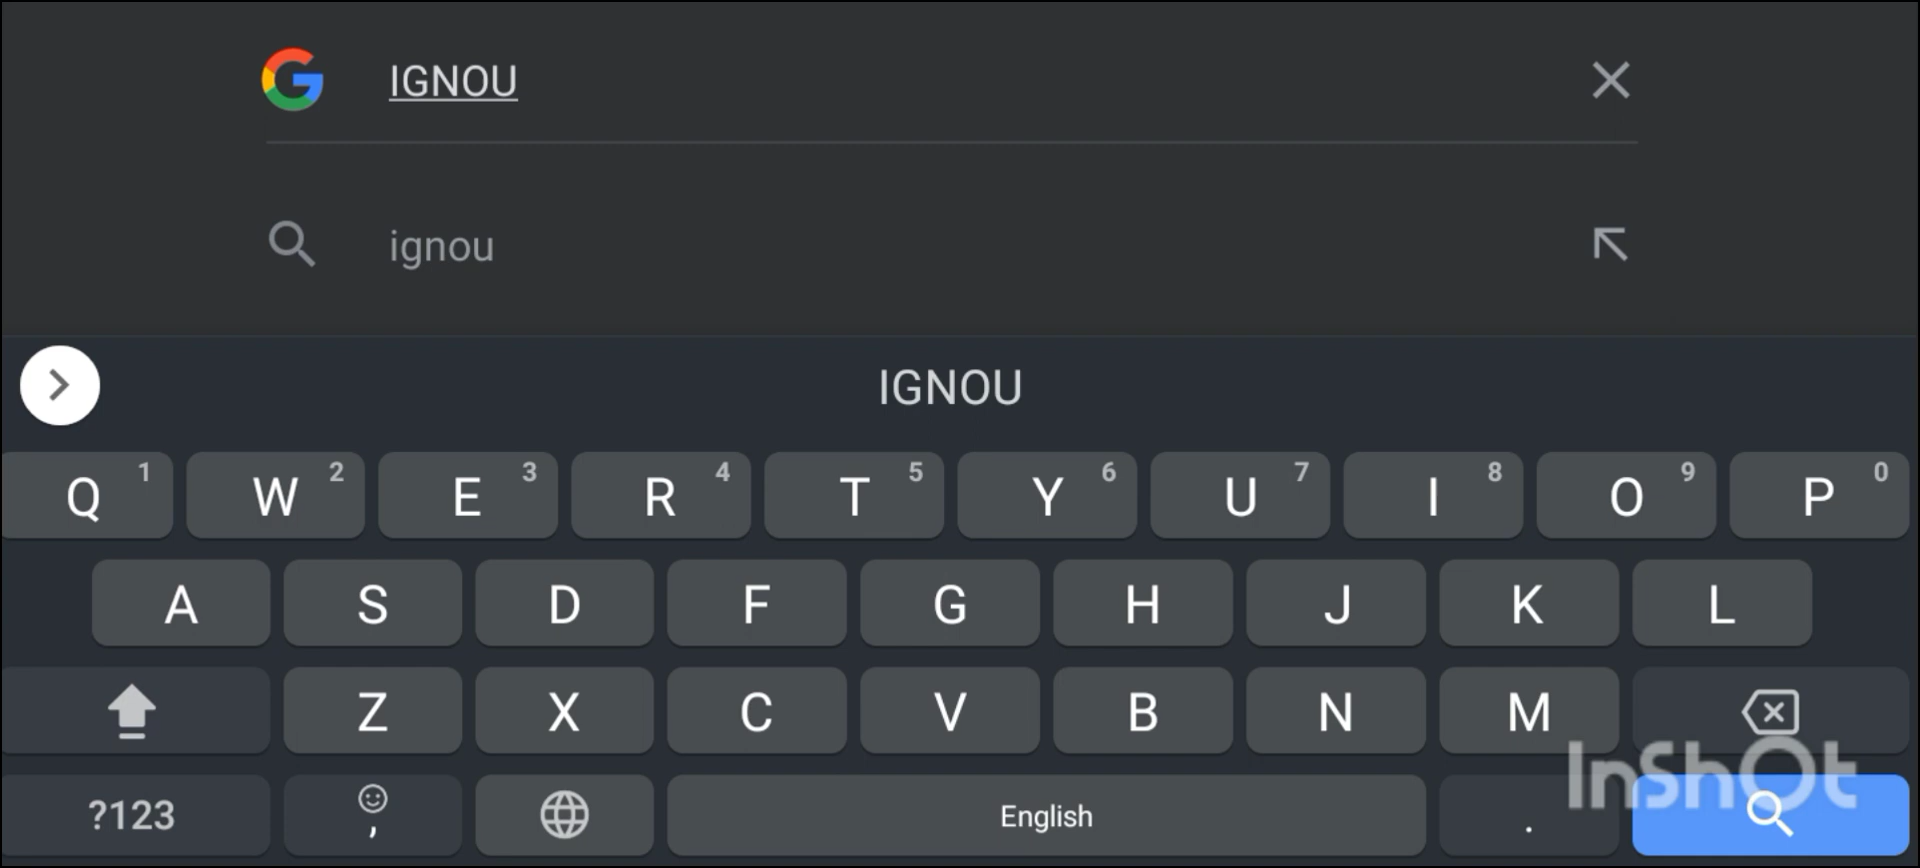 IGNOU
ignou
IGNOU
Q 1 W 2 E 3 R 4 T 5 Y 6 U 7 I 8 O 9 P 0
A S D F G H J K L
Z X C V B N M
InShOt
?123 , English .